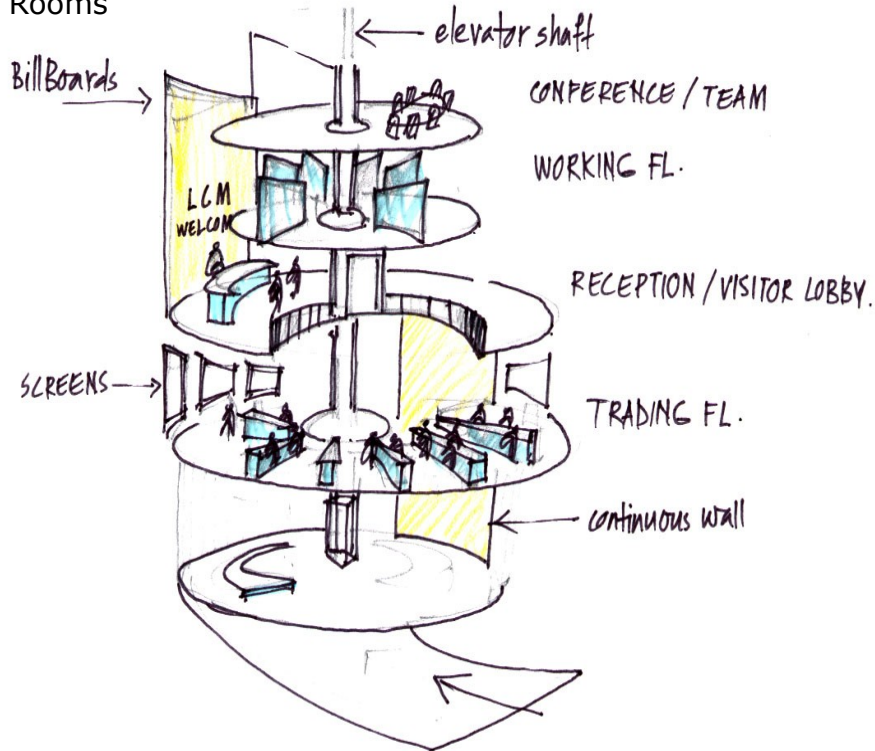 Rooms
elevator shaft
BillBoards
CONFERENCE / TEAM
WORKING FL.
LCM
WELCOM
RECEPTION / VISITOR LOBBY.
SCREENS
TRADING FL.
continuous wall